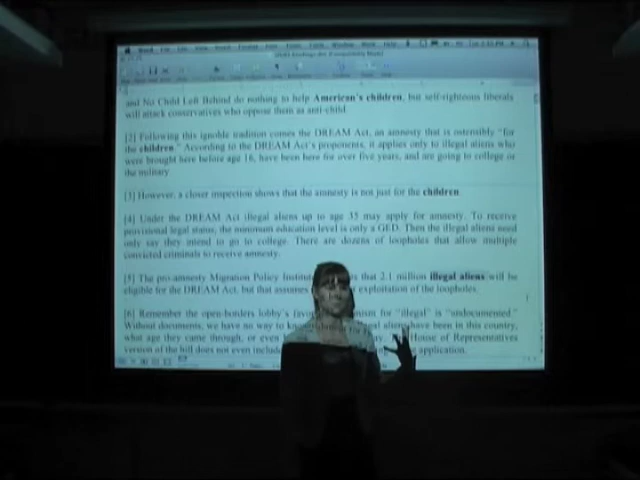 and No Child Left Behind do nothing to help American's children, but self-righteous liberals
will attack conservatives who oppose them as anti-child.
[2] Following this ignoble tradition comes the DREAM Act, an amnesty that is ostensibly "for
the children." According to the DREAM Act's proponents, it applies only to illegal aliens who
were brought here before age 16, have been here for over five years, and are going to college or
the military.
[3] However, a closer inspection shows that the amnesty is not just for the children.
[4] Under the DREAM Act illegal aliens up to age 35 may apply for amnesty. To receive
provisional legal status, the minimum education level is only a GED. Then the illegal aliens need
only say they intend to go to college. There are dozens of loopholes that allow multiple
convicted criminals to receive amnesty.
[5] The pro-amnesty Migration Policy that 2.1 million illegal aliens will be
eligible for the DREAM Act, but that assumes exploitation of the loopholes.
[6] Remember the open-borders lobby's for "illegal" is "undocumented."
Without documents, we have no way to aliens have been in this country,
what age they came through, or even House of Representatives
version of the bill does not even application.